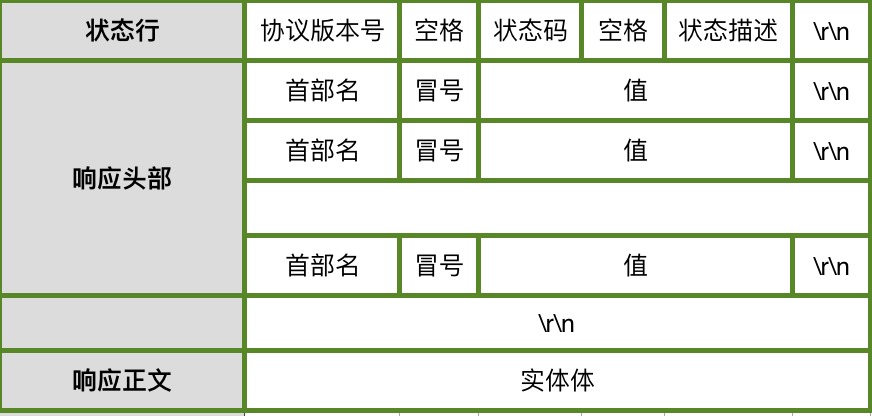 状态行 协议版本号 空格 状态码 空格 状态描述 \r\n
首部名 冒号 值 \r\n
首部名 冒号 值 \r\n
响应头部
首部名 冒号 值 \r\n
\r\n
响应正文 实体体